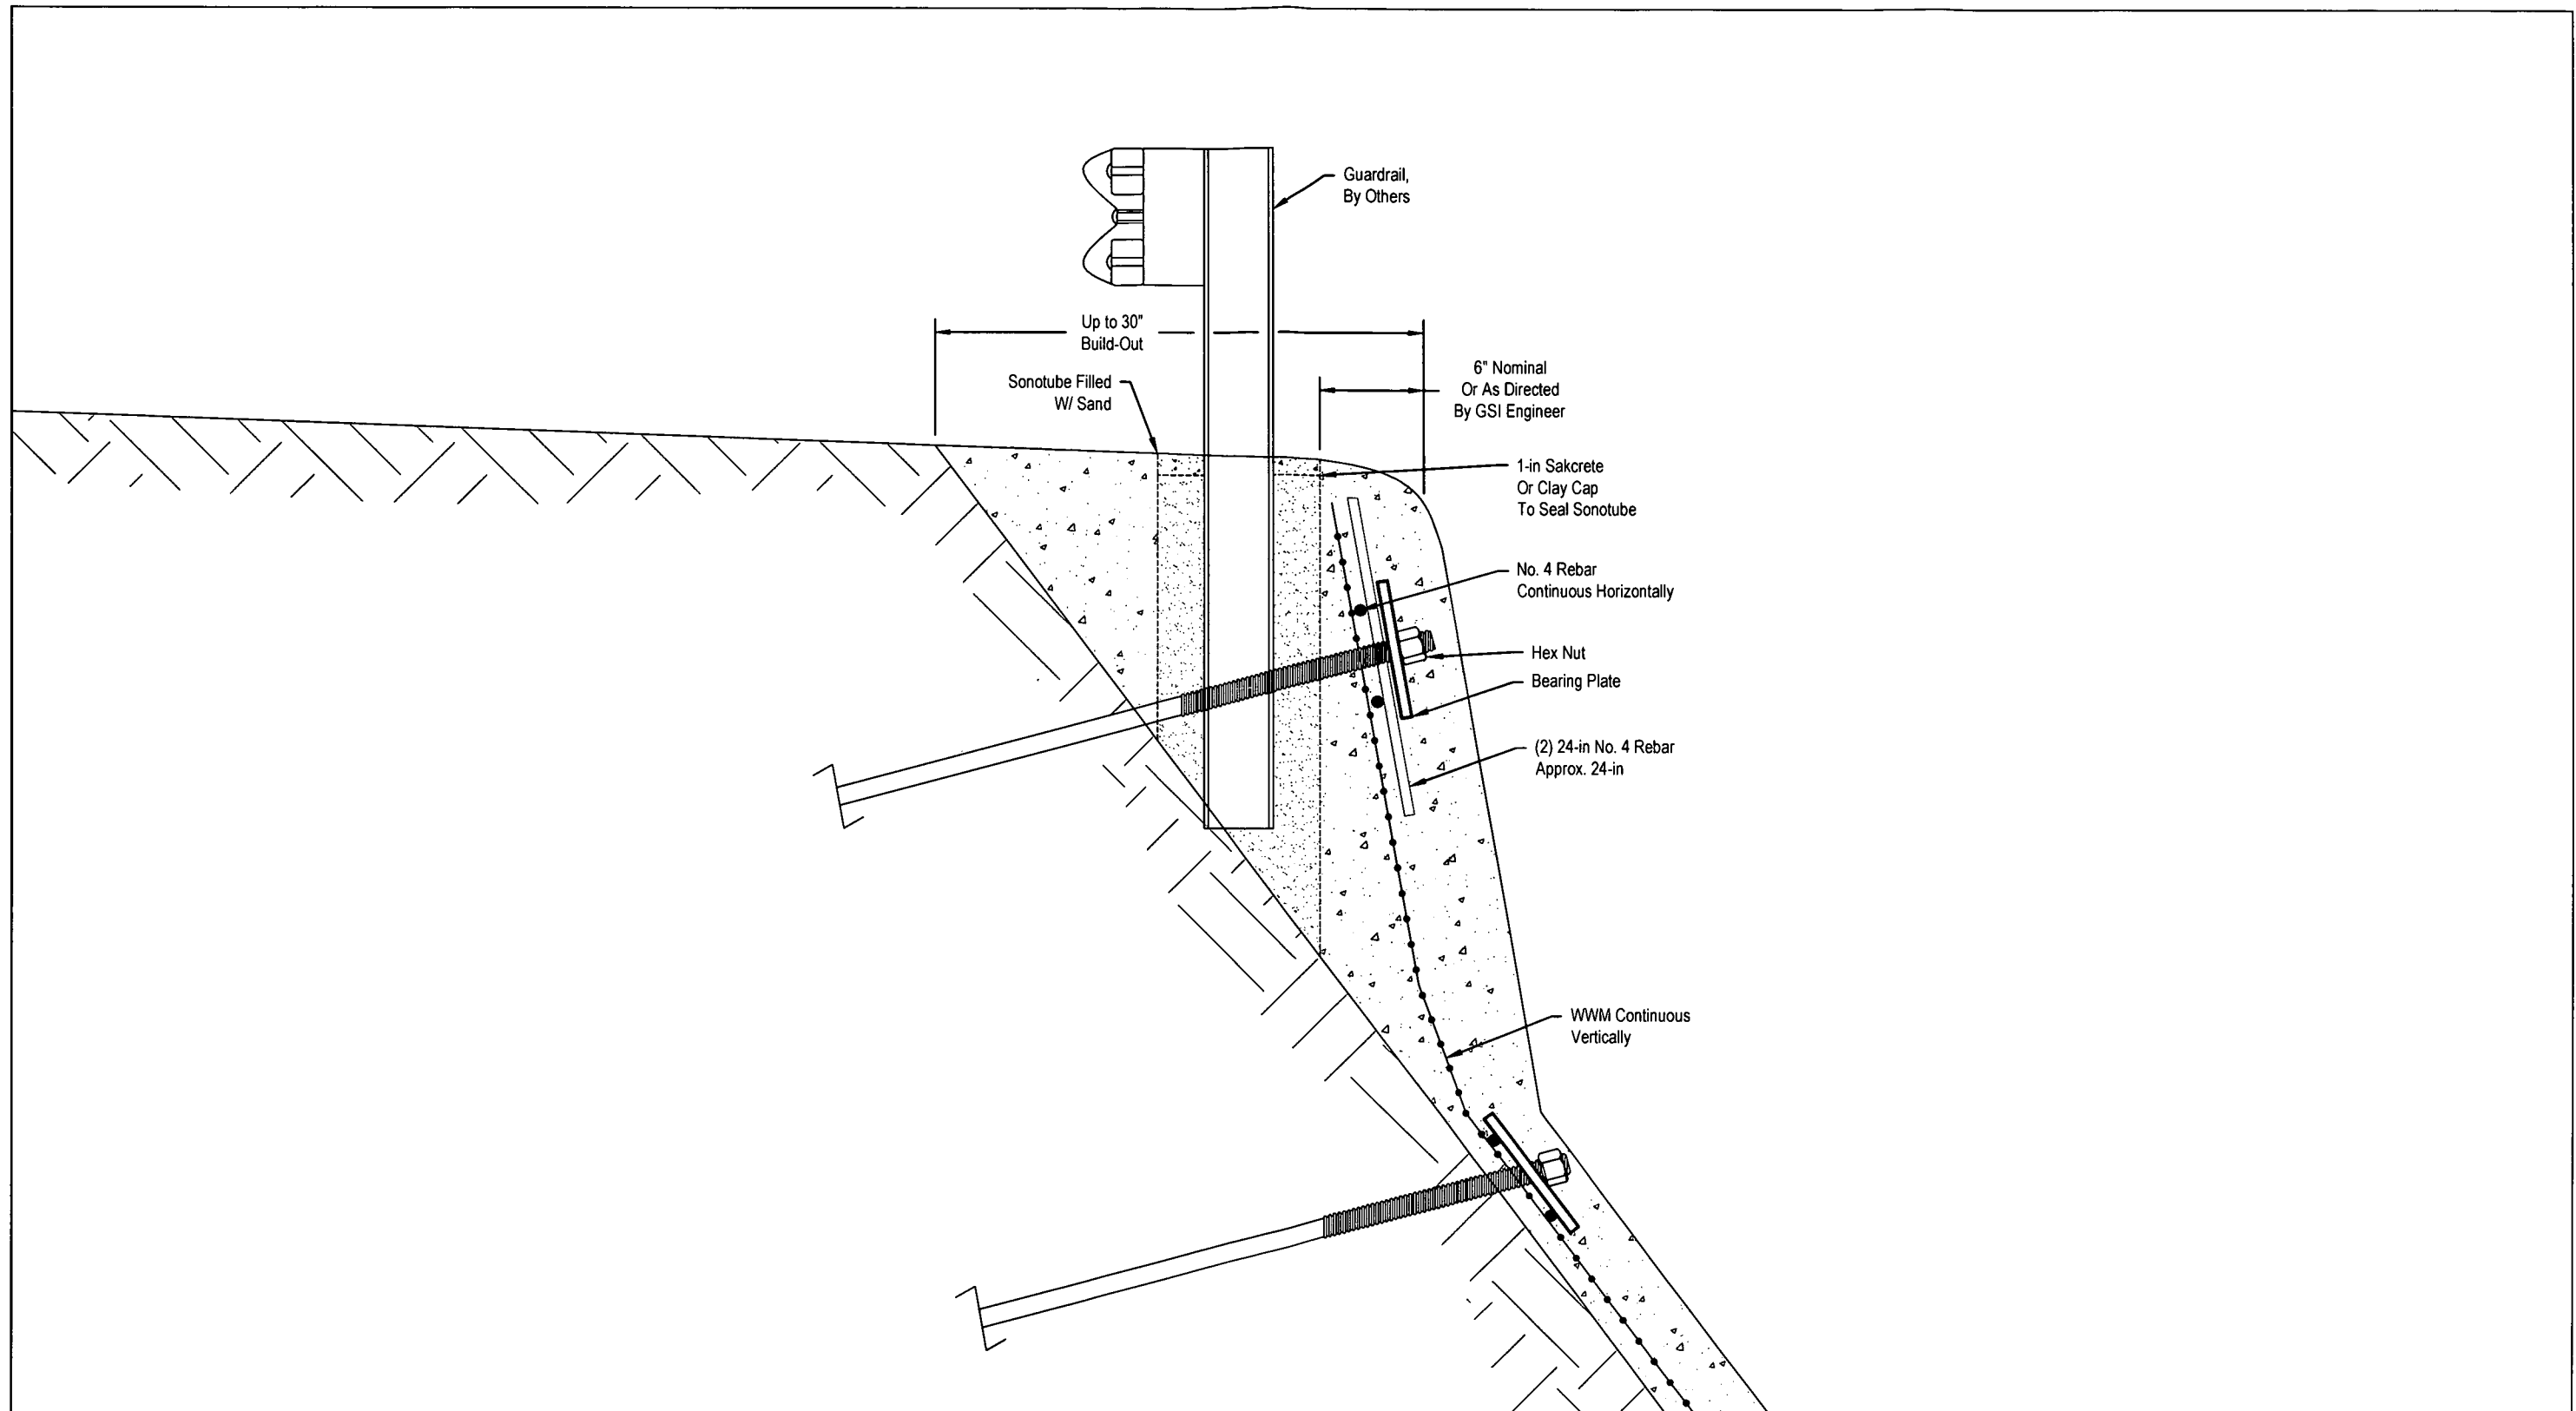 Guardrail,
By Others
Up to 30"
Build-Out
6" Nominal
Or As Directed
By GSI Engineer
Sonotube Filled
W/ Sand
1-in Sakcrete
Or Clay Cap
To Seal Sonotube
No. 4 Rebar
Continuous Horizontally
Hex Nut
Bearing Plate
(2) 24-in No. 4 Rebar
Approx. 24-in
WWM Continuous
Vertically